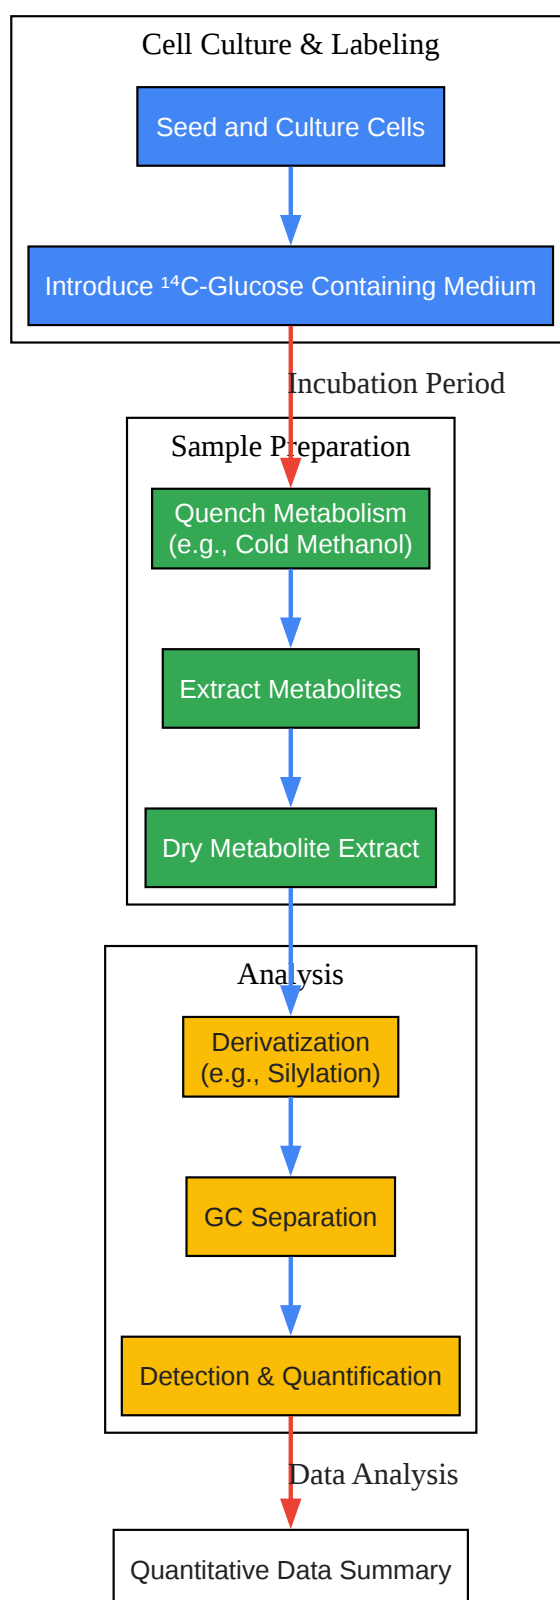 Cell Culture & Labeling
Seed and Culture Cells
Introduce ¹⁴C-Glucose Containing Medium
Incubation Period
Sample Preparation
Quench Metabolism
(e.g., Cold Methanol)
Extract Metabolites
Dry Metabolite Extract
Analysis
Derivatization
(e.g., Silylation)
GC Separation
Detection & Quantification
Data Analysis
Quantitative Data Summary